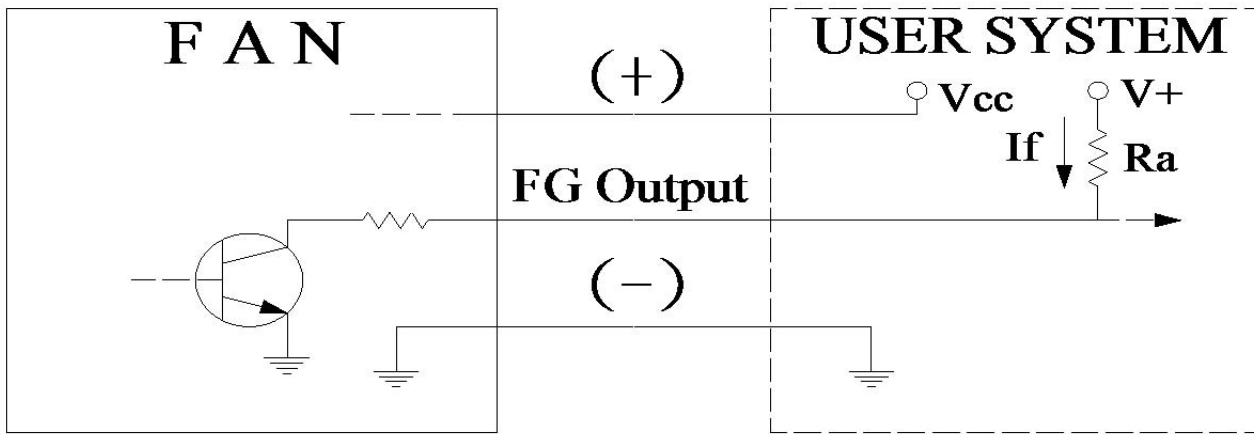 F A N
USER SYSTEM
(+)
Vcc
V+
If
Ra
FG Output
(-)